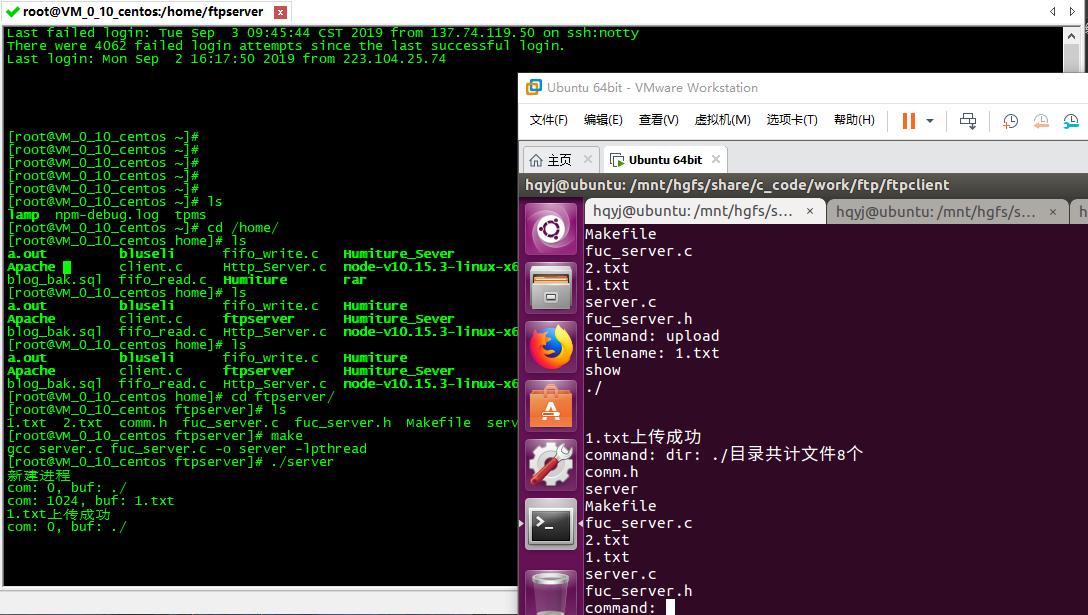 root@VM_0_10_centos:/home/ftpserver
Last failed login: Tue Sep  3 09:45:44 CST 2019 from 137.74.119.50 on ssh:notty
There were 4062 failed login attempts since the last successful login.
Last login: Mon Sep  2 16:17:50 2019 from 223.104.25.74
[root@VM_0_10_centos ~]#
[root@VM_0_10_centos ~]#
[root@VM_0_10_centos ~]#
[root@VM_0_10_centos ~]#
[root@VM_0_10_centos ~]#
[root@VM_0_10_centos ~]# ls
lamp  npm-debug.log  tpms
[root@VM_0_10_centos ~]# cd /home/
[root@VM_0_10_centos home]# ls
a.out  bluseli  fifo_write.c  Humiture_Sever
Apache  client.c  Http_Server.c  node-v10.15.3-linux-x6
blog_bak.sql  fifo_read.c  Humiture  rar
[root@VM_0_10_centos home]# ls
a.out  bluseli  fifo_write.c  Humiture
Apache  client.c  ftpserver  Humiture_Sever
blog_bak.sql  fifo_read.c  Http_Server.c  node-v10.15.3-linux-x6
[root@VM_0_10_centos home]# ls
a.out  bluseli  fifo_write.c  Humiture
Apache  client.c  ftpserver  Humiture_Sever
blog_bak.sql  fifo_read.c  Http_Server.c  node-v10.15.3-linux-x6
[root@VM_0_10_centos home]# cd ftpserver/
[root@VM_0_10_centos ftpserver]# ls
1.txt  2.txt  comm.h  fuc_server.c  fuc_server.h  Makefile  serv
[root@VM_0_10_centos ftpserver]# make
gcc server.c fuc_server.c -o server -lpthread
[root@VM_0_10_centos ftpserver]# ./server
新建进程
com: 0, buf: ./
com: 1024, buf: 1.txt
1.txt上传成功
com: 0, buf: ./
Ubuntu 64bit - VMware Workstation
文件(F)  编辑(E)  查看(V)  虚拟机(M)  选项卡(T)  帮助(H)
主页  Ubuntu 64bit
hqyj@ubuntu: /mnt/hgfs/share/c_code/work/ftp/ftpclient
hqyj@ubuntu: /mnt/hgfs/s...  hqyj@ubuntu: /mnt/hgfs/s...  h
Makefile
fuc_server.c
2.txt
1.txt
server.c
fuc_server.h
command: upload
filename: 1.txt
show
./
1.txt上传成功
command: dir: ./目录共计文件8个
comm.h
server
Makefile
fuc_server.c
2.txt
1.txt
server.c
fuc_server.h
command: